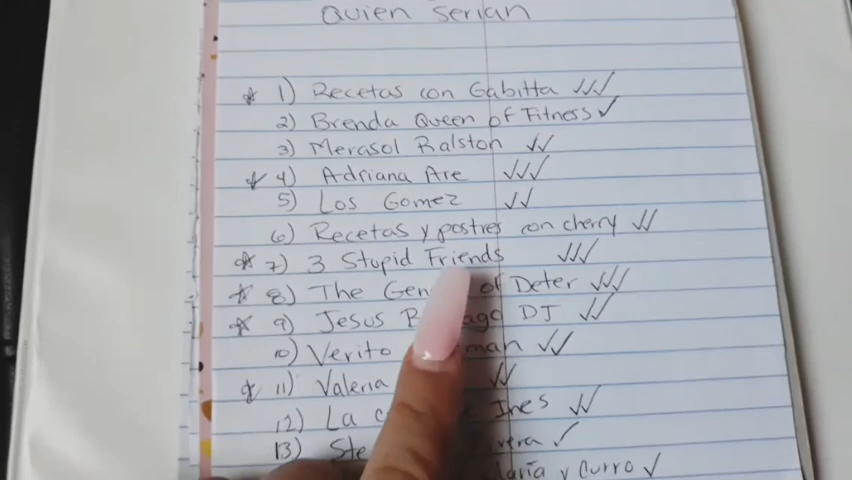 Quien serian
* 1) Recetas con Gabitta ✓✓✓
2) Brenda Queen of Fitness ✓
3) Merasol Ralston ✓✓
* 4) Adriana Are ✓✓✓
5) Los Gomez ✓✓
6) Recetas y postres con cherry ✓✓
* 7) 3 Stupid Friends ✓✓✓
* 8) The of Deter ✓✓✓
* 9) Jesus DJ ✓✓
10) Verito ✓✓
* 11) Valeria ✓✓
12) La Ines ✓✓
13) ✓
y Curro ✓